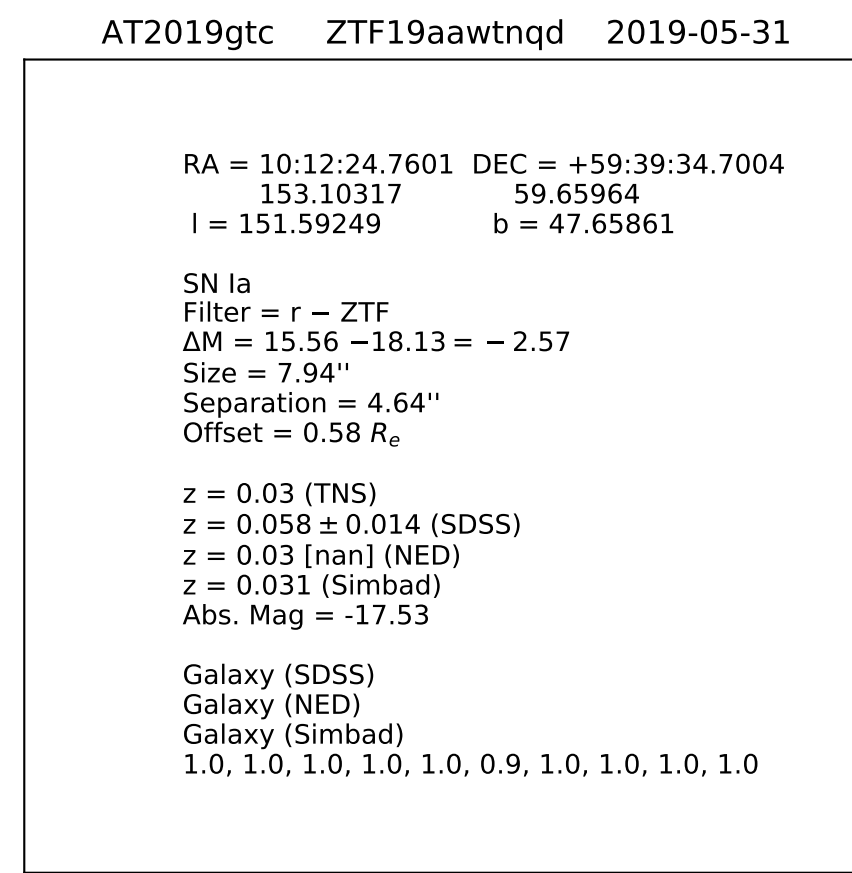 AT2019gtc ZTF19aawtnqd 2019-05-31
RA = 10:12:24.7601 DEC = +59:39:34.7004
153.10317 59.65964
l = 151.59249 b = 47.65861
SN Ia
Filter = r − ZTF
ΔM = 15.56 −18.13 = − 2.57
Size = 7.94''
Separation = 4.64''
Offset = 0.58 Rₑ
z = 0.03 (TNS)
z = 0.058 ± 0.014 (SDSS)
z = 0.03 [nan] (NED)
z = 0.031 (Simbad)
Abs. Mag = -17.53
Galaxy (SDSS)
Galaxy (NED)
Galaxy (Simbad)
1.0, 1.0, 1.0, 1.0, 1.0, 0.9, 1.0, 1.0, 1.0, 1.0